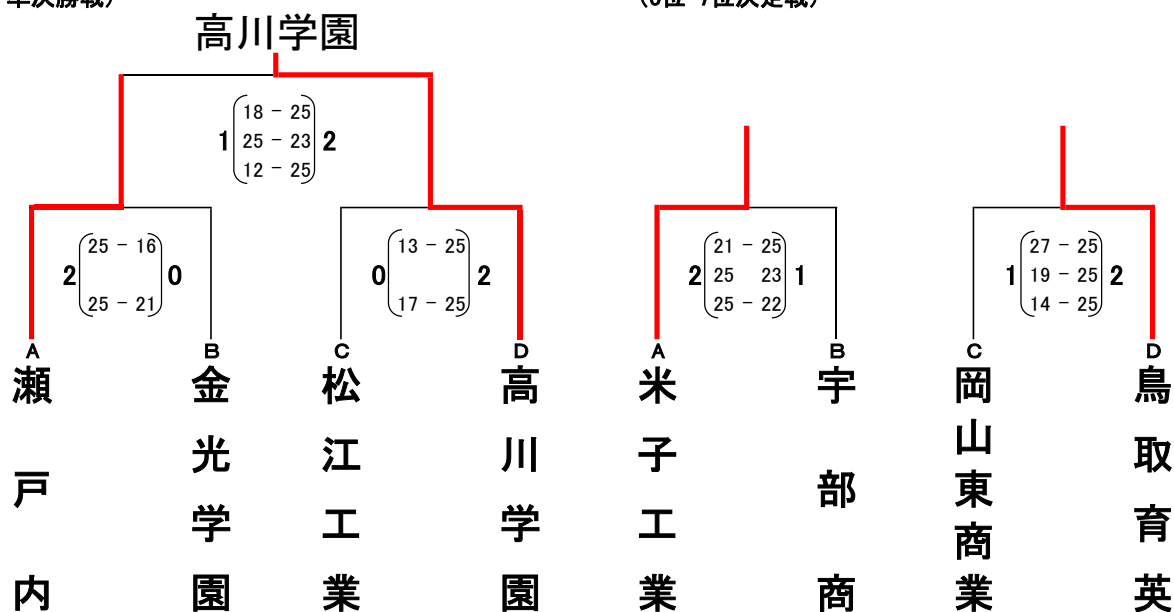 高川学園
1 18 - 25 2
25 - 23
12 - 25
2 25 - 16 0
25 - 21
0 13 - 25 2
17 - 25
2 21 - 25 1
25 23
25 - 22
1 27 - 25 2
19 - 25
14 - 25
A B C D A B C D
瀬戸内
金光学園
松江工業
高川学園
米子工業
宇部商
岡山東商業
鳥取育英